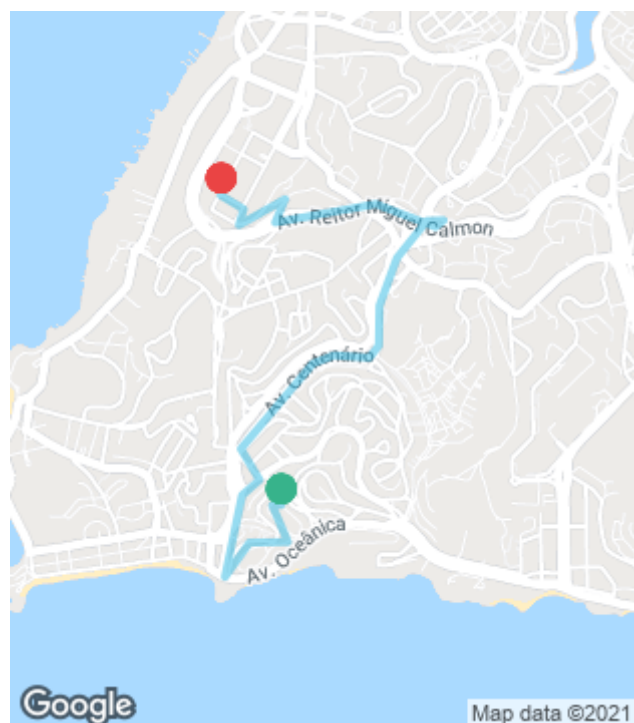 Av. Reitor Miguel Calmon
Av. Centenário
Av. Oceânica
Google
Map data ©2021